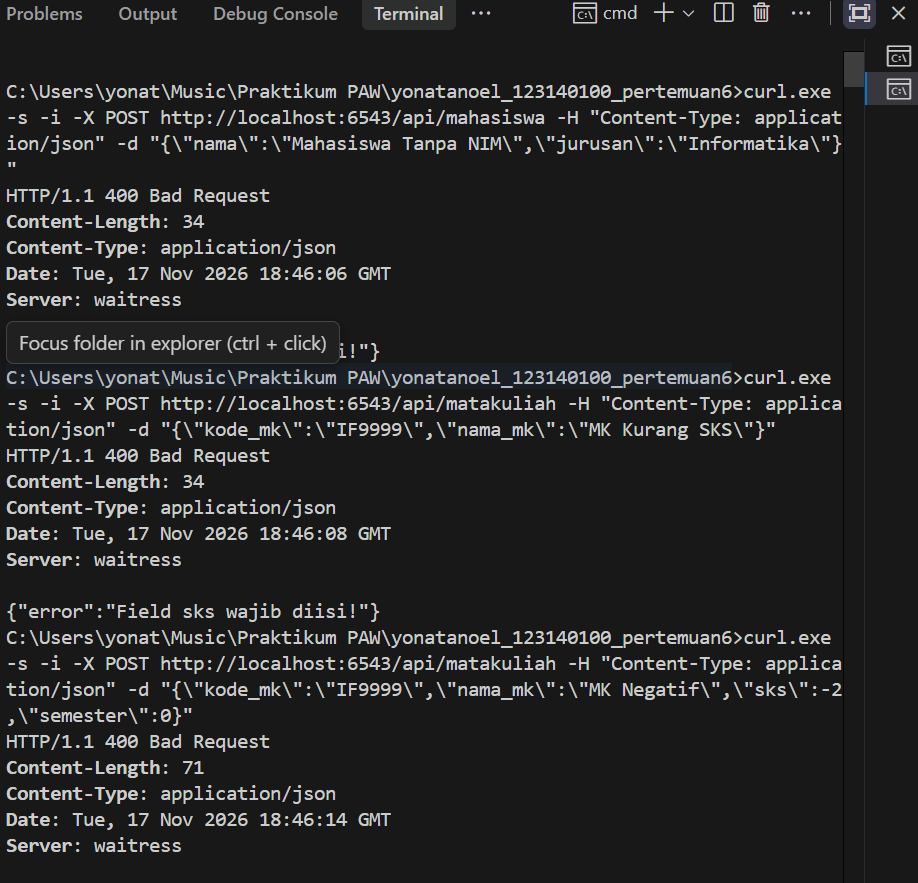 Problems Output Debug Console Terminal ··· cmd
C:\Users\yonat\Music\Praktikum PAW\yonatanoel_123140100_pertemuan6>curl.exe
-s -i -X POST http://localhost:6543/api/mahasiswa -H "Content-Type: applicat
ion/json" -d "{\"nama\":\"Mahasiswa Tanpa NIM\",\"jurusan\":\"Informatika\"}
"
HTTP/1.1 400 Bad Request
Content-Length: 34
Content-Type: application/json
Date: Tue, 17 Nov 2026 18:46:06 GMT
Server: waitress
Focus folder in explorer (ctrl + click)
i!"}
C:\Users\yonat\Music\Praktikum PAW\yonatanoel_123140100_pertemuan6>curl.exe
-s -i -X POST http://localhost:6543/api/matakuliah -H "Content-Type: applica
tion/json" -d "{\"kode_mk\":\"IF9999\",\"nama_mk\":\"MK Kurang SKS\"}"
HTTP/1.1 400 Bad Request
Content-Length: 34
Content-Type: application/json
Date: Tue, 17 Nov 2026 18:46:08 GMT
Server: waitress
{"error":"Field sks wajib diisi!"}
C:\Users\yonat\Music\Praktikum PAW\yonatanoel_123140100_pertemuan6>curl.exe
-s -i -X POST http://localhost:6543/api/matakuliah -H "Content-Type: applica
tion/json" -d "{\"kode_mk\":\"IF9999\",\"nama_mk\":\"MK Negatif\",\"sks\":-2
,\"semester\":0}"
HTTP/1.1 400 Bad Request
Content-Length: 71
Content-Type: application/json
Date: Tue, 17 Nov 2026 18:46:14 GMT
Server: waitress